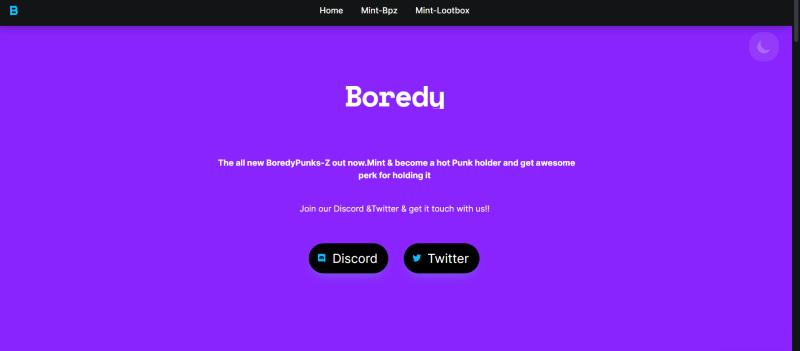 B
Home Mint-Bpz Mint-Lootbox
Boredy
The all new BoredyPunks-Z out now.Mint & become a hot Punk holder and get awesome
perk for holding it
Join our Discord &Twitter & get it touch with us!!
Discord Twitter